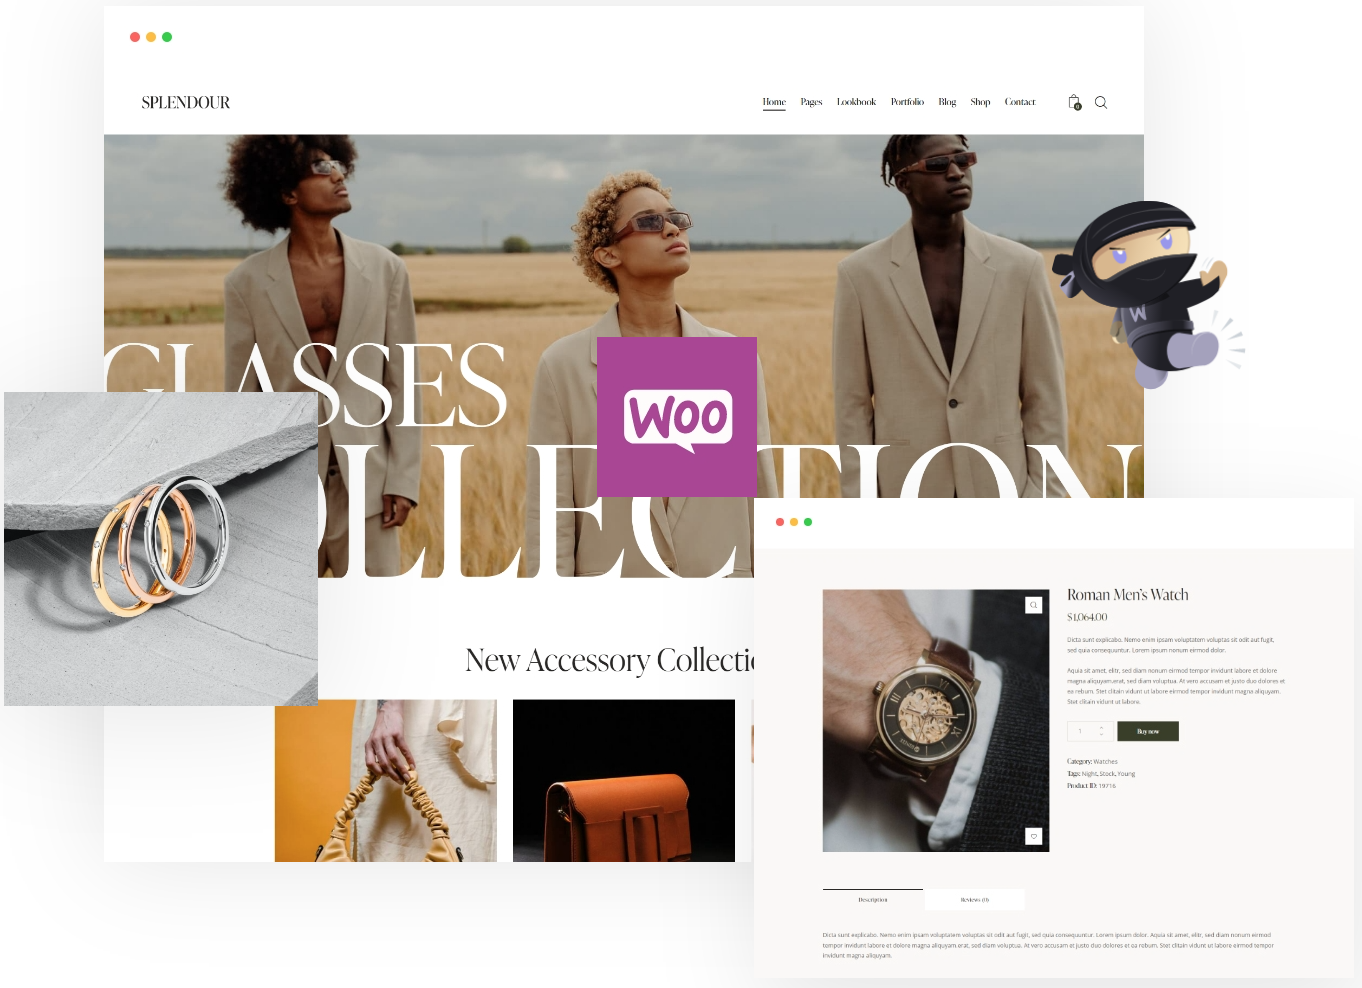 SPLENDOUR
Home Pages Lookbook Portfolio Blog Shop Contact
0
GLASSES
COLLECTION
WOO
W
New Accessory Collectio
Roman Men's Watch
$1,064.00
Dicta sunt explicabo. Nemo enim ipsam voluptatem voluptas sit odit aut fugit,
sed quia consequuntur. Lorem ipsum nonum eirmod dolor.
Aquia sit amet, elitr, sed diam nonum eirmod tempor invidunt labore et dolore
magna aliquyam.erat, sed diam voluptua. At vero accusam et justo duo dolores et
ea rebum. Stet clitain vidunt ut labore eirmod tempor invidunt magna aliquyam.
Stet clitain vidunt ut labore.
1
Buy now
Category: Watches
Tags: Night, Stock, Young
Product ID: 19716
Description Reviews (0)
Dicta sunt explicabo. Nemo enim ipsam voluptatem voluptas sit odit aut fugit, sed quia consequuntur. Lorem ipsum dolor. Aquia sit amet, elitr, sed diam nonum eirmod
tempor invidunt labore et dolore magna aliquyam.erat, sed diam voluptua. At vero accusam et justo duo dolores et ea rebum. Stet clitain vidunt ut labore eirmod tempor
invidunt magna aliquyam.